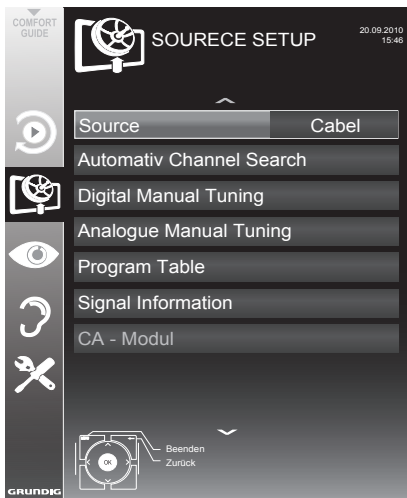 COMFORT
GUIDE
SOURECE SETUP
20.09.2010
15:46
Source Cabel
Automativ Channel Search
Digital Manual Tuning
Analogue Manual Tuning
Program Table
Signal Information
CA - Modul
OK
Beenden
Zurück
GRUNDIG